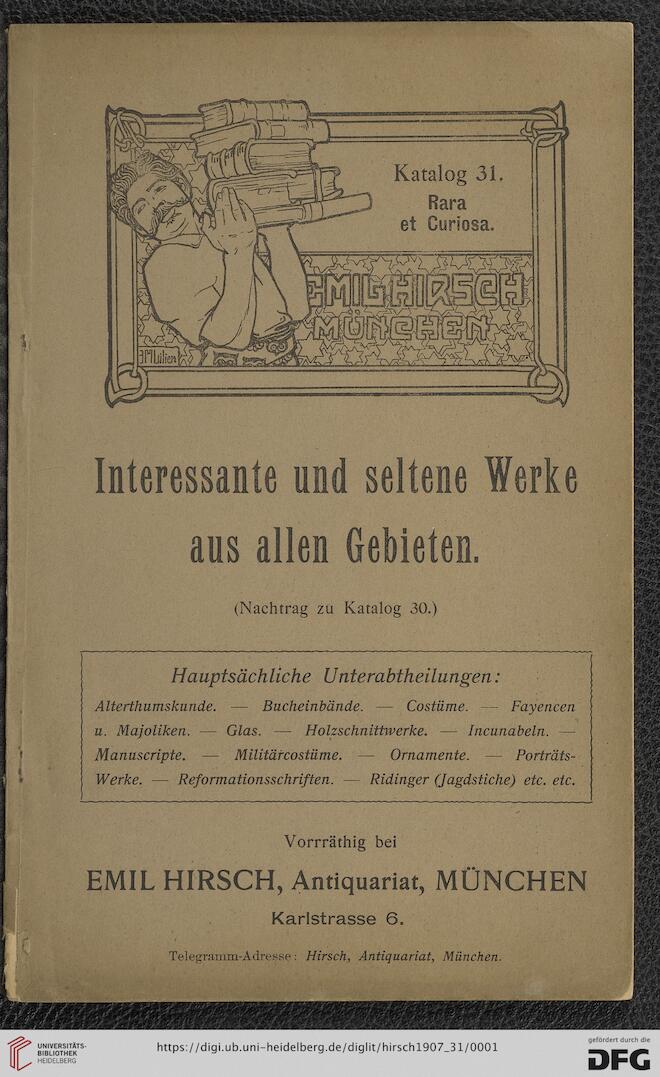 Katalog 31.
Rara
et Curiosa.
EMIL HIRSCH
MÜNCHEN
EMLilien
Interessante und seltene Werke
aus allen Gebieten.
(Nachtrag zu Katalog 30.)
Hauptsächliche Unterabtheilungen:
Alterthumskunde. — Bucheinbände. — Costüme. — Fayencen
u. Majoliken. — Glas. — Holzschnittwerke. — Incunabeln. —
Manuscripte. — Militärcostüme. — Ornamente. — Porträts-
Werke. — Reformationsschriften. — Ridinger (Jagdstiche) etc. etc.
Vorrräthig bei
EMIL HIRSCH, Antiquariat, MÜNCHEN
Karlstrasse 6.
Telegramm-Adresse: Hirsch, Antiquariat, München.
UNIVERSITÄTS-
BIBLIOTHEK
HEIDELBERG
https://digi.ub.uni-heidelberg.de/diglit/hirsch1907_31/0001
gefördert durch die
DFG